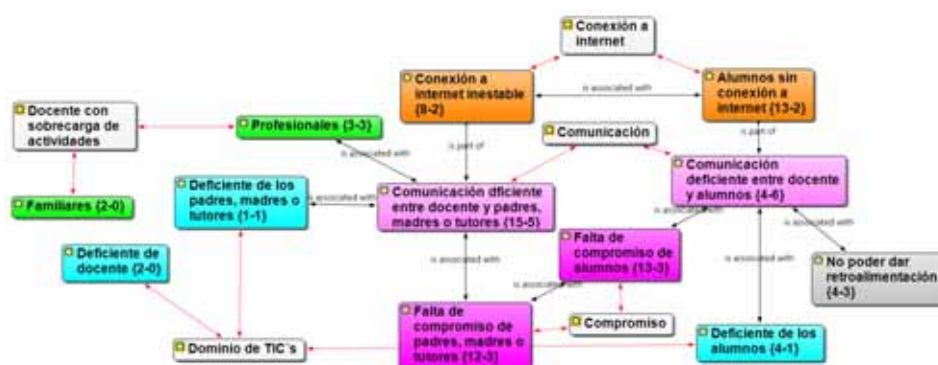 Conexión a
internet
Conexión a
internet inestable
{8-2}
is associated with
Alumnos sin
conexión a
internet {13-2}
Docente con
sobrecarga de
actividades
Profesionales {3-3}
is associated with
is part of
Comunicación
is part of
Familiares {2-0}
Deficiente de los
padres, madres o
tutores {1-1}
is associated with
Comunicación dficiente
entre docente y padres,
madres o tutores {15-5}
Comunicación
deficiente entre docente
y alumnos {4-6}
is associated with
Deficiente de
docente {2-0}
is associated with
Falta de
compromiso de
alumnos {13-3}
is associated with
is associated with
No poder dar
retroalimentación
{4-3}
is associated with
Falta de
compromiso de
padres, madres o
tutores {12-3}
Compromiso
Dominio de TIC`s
Deficiente de los
alumnos {4-1}